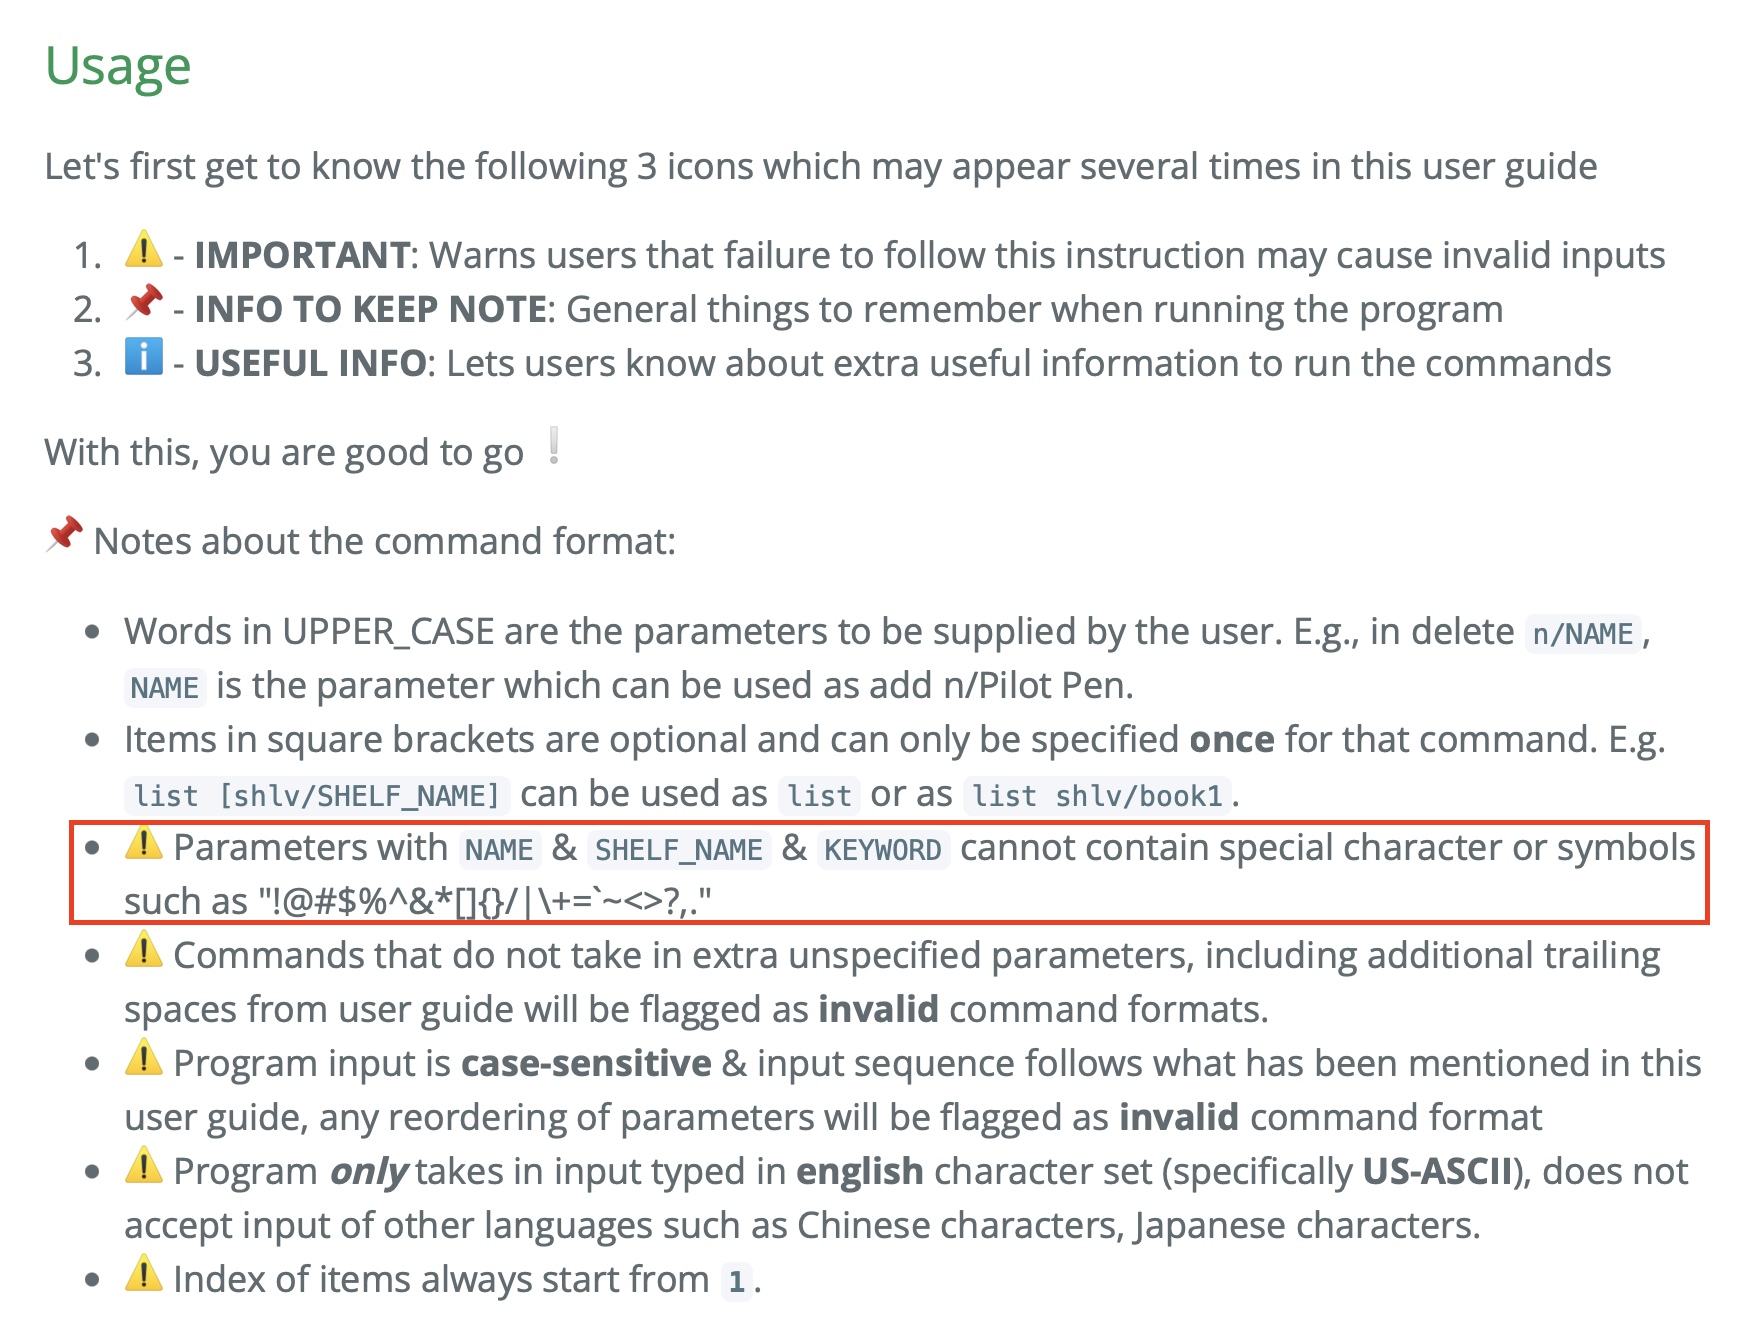 Usage
Let's first get to know the following 3 icons which may appear several times in this user guide
1. ⚠️ - IMPORTANT: Warns users that failure to follow this instruction may cause invalid inputs
2. 📌 - INFO TO KEEP NOTE: General things to remember when running the program
3. ℹ️ - USEFUL INFO: Lets users know about extra useful information to run the commands
With this, you are good to go ❕
📌 Notes about the command format:
• Words in UPPER_CASE are the parameters to be supplied by the user. E.g., in delete n/NAME,
NAME is the parameter which can be used as add n/Pilot Pen.
• Items in square brackets are optional and can only be specified once for that command. E.g.
list [shlv/SHELF_NAME] can be used as list or as list shlv/book1.
• ⚠️ Parameters with NAME & SHELF_NAME & KEYWORD cannot contain special character or symbols
such as "!@#$%^&*[]{}/|\+=`~<>?,."
• ⚠️ Commands that do not take in extra unspecified parameters, including additional trailing
spaces from user guide will be flagged as invalid command formats.
• ⚠️ Program input is case-sensitive & input sequence follows what has been mentioned in this
user guide, any reordering of parameters will be flagged as invalid command format
• ⚠️ Program only takes in input typed in english character set (specifically US-ASCII), does not
accept input of other languages such as Chinese characters, Japanese characters.
• ⚠️ Index of items always start from 1.